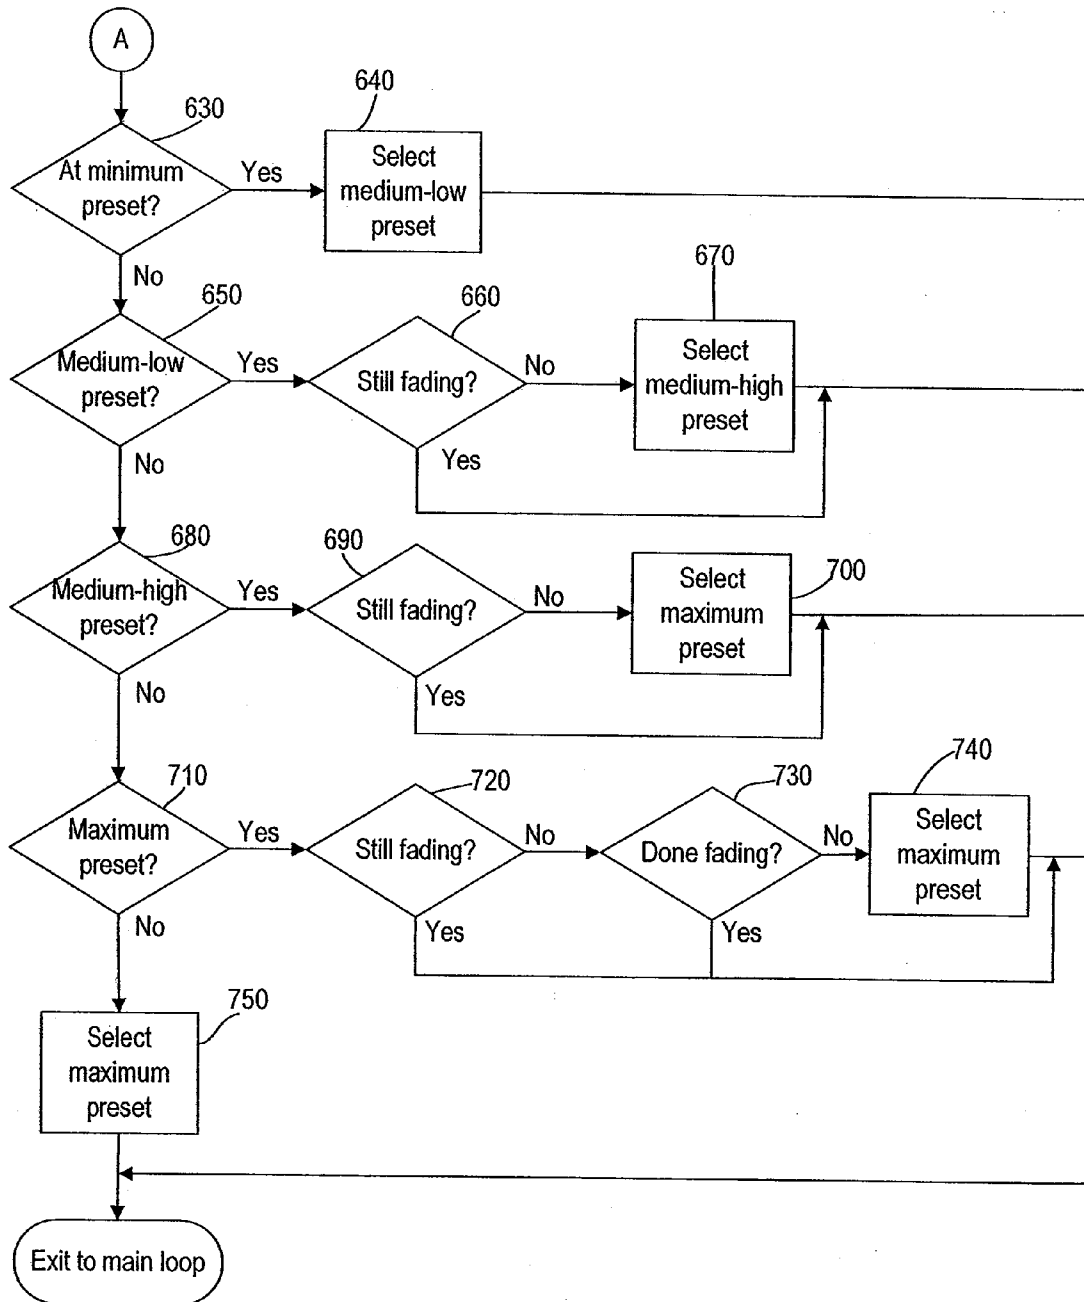 A
630
At minimum
preset?
Yes
640
Select
medium-low
preset
No
650
Medium-low
preset?
Yes
660
Still fading?
No
670
Select
medium-high
preset
Yes
No
680
Medium-high
preset?
Yes
690
Still fading?
No
700
Select
maximum
preset
Yes
No
710
Maximum
preset?
Yes
720
Still fading?
No
730
Done fading?
No
740
Select
maximum
preset
Yes
Yes
No
750
Select
maximum
preset
Exit to main loop